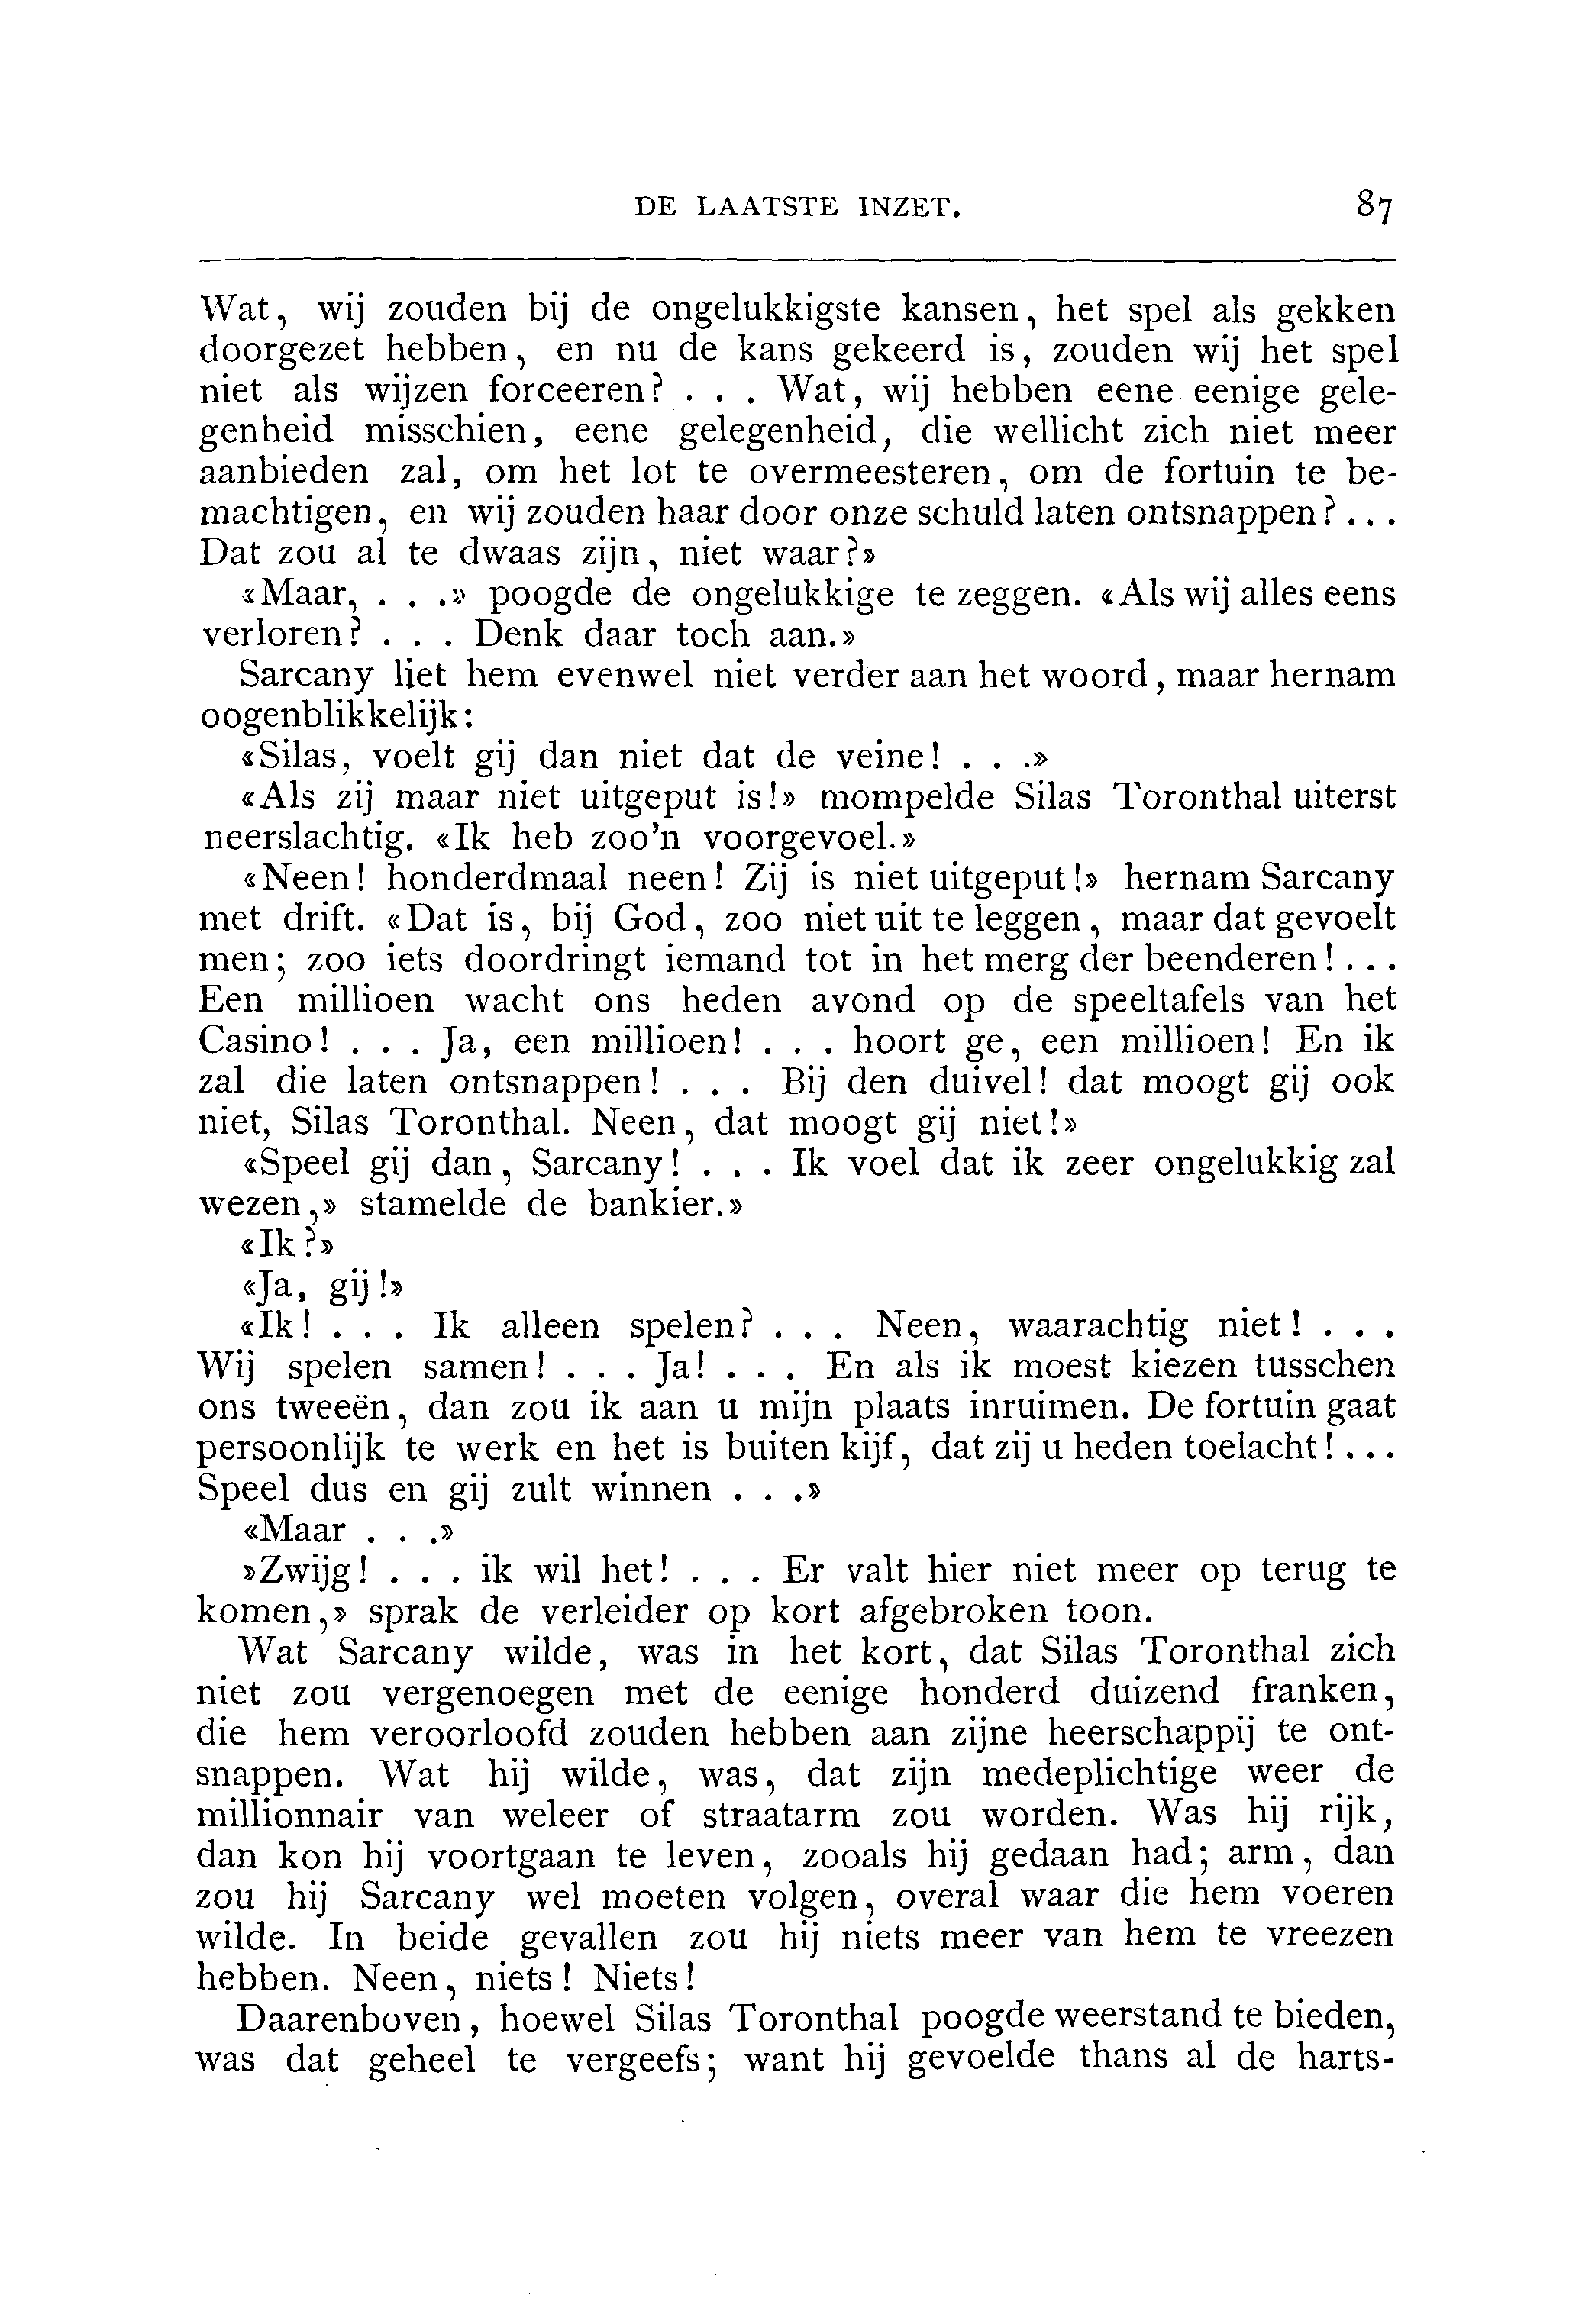 DE LAATSTE INZET. 87
Wat, wij zouden bij de ongelukkigste kansen, het spel als gekken
doorgezet hebben, en nu de kans gekeerd is, zouden wij het spel
niet als wijzen forceeren? . . . Wat, wij hebben eene eenige gele-
genheid misschien, eene gelegenheid, die wellicht zich niet meer
aanbieden zal, om het lot te overmeesteren, om de fortuin te be-
machtigen, en wij zouden haar door onze schuld laten ontsnappen? . . .
Dat zou al te dwaas zijn, niet waar?»
«Maar, . . .» poogde de ongelukkige te zeggen. «Als wij alles eens
verloren? . . . Denk daar toch aan.»
Sarcany liet hem evenwel niet verder aan het woord, maar hernam
oogenblikkelijk:
«Silas, voelt gij dan niet dat de veine! . . .»
«Als zij maar niet uitgeput is!» mompelde Silas Toronthal uiterst
neerslachtig. «Ik heb zoo'n voorgevoel.»
«Neen! honderdmaal neen! Zij is niet uitgeput!» hernam Sarcany
met drift. «Dat is, bij God, zoo niet uit te leggen, maar dat gevoelt
men; zoo iets doordringt iemand tot in het merg der beenderen! . . .
Een millioen wacht ons heden avond op de speeltafels van het
Casino! . . . Ja, een millioen! . . . hoort ge, een millioen! En ik
zal die laten ontsnappen! . . . Bij den duivel! dat moogt gij ook
niet, Silas Toronthal. Neen, dat moogt gij niet!»
«Speel gij dan, Sarcany! . . . Ik voel dat ik zeer ongelukkig zal
wezen,» stamelde de bankier.»
«Ik?»
«Ja, gij!»
«Ik! . . . Ik alleen spelen? . . . Neen, waarachtig niet! . . .
Wij spelen samen! . . . Ja! . . . En als ik moest kiezen tusschen
ons tweeën, dan zou ik aan u mijn plaats inruimen. De fortuin gaat
persoonlijk te werk en het is buiten kijf, dat zij u heden toelacht! . . .
Speel dus en gij zult winnen . . .»
«Maar . . .»
»Zwijg! . . . ik wil het! . . . Er valt hier niet meer op terug te
komen,» sprak de verleider op kort afgebroken toon.
Wat Sarcany wilde, was in het kort, dat Silas Toronthal zich
niet zou vergenoegen met de eenige honderd duizend franken,
die hem veroorloofd zouden hebben aan zijne heerschappij te ont-
snappen. Wat hij wilde, was, dat zijn medeplichtige weer de
millionnair van weleer of straatarm zou worden. Was hij rijk,
dan kon hij voortgaan te leven, zooals hij gedaan had; arm, dan
zou hij Sarcany wel moeten volgen, overal waar die hem voeren
wilde. In beide gevallen zou hij niets meer van hem te vreezen
hebben. Neen, niets! Niets!
Daarenboven, hoewel Silas Toronthal poogde weerstand te bieden,
was dat geheel te vergeefs; want hij gevoelde thans al de harts-